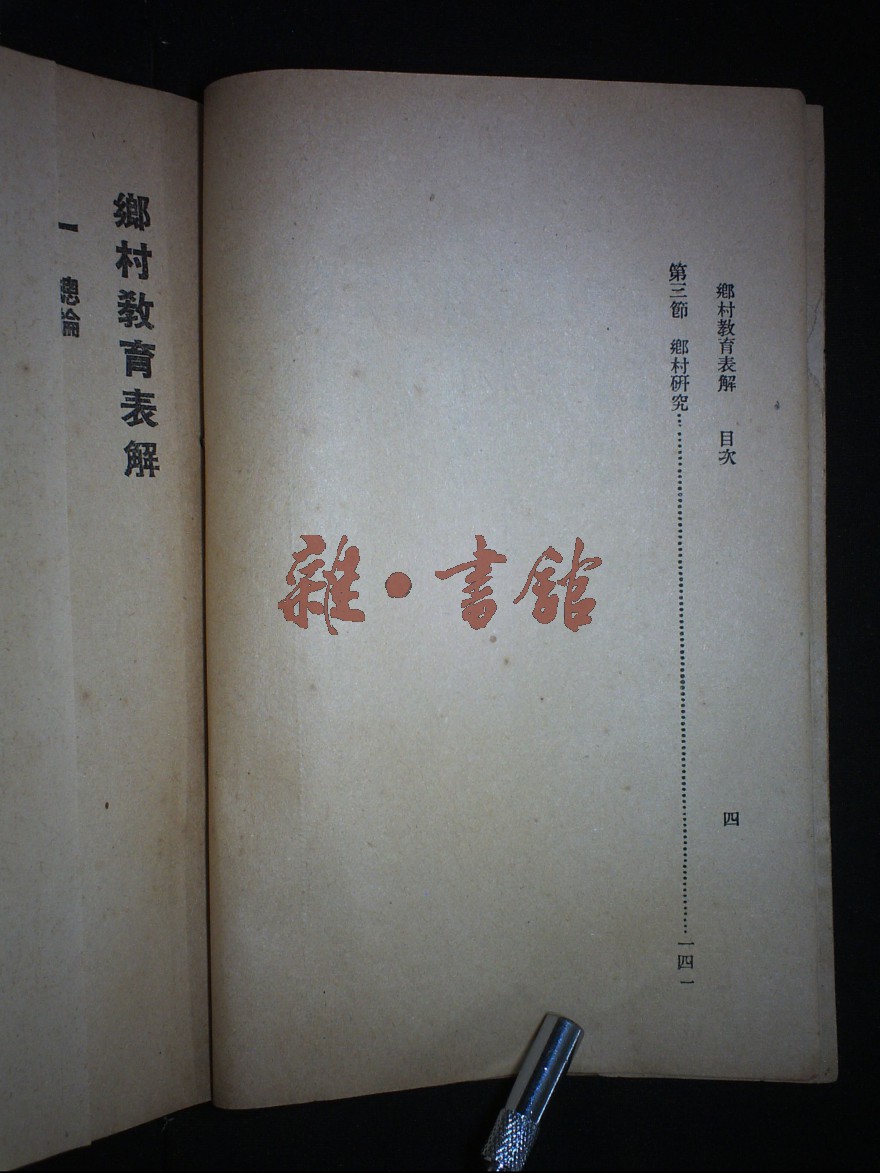 鄉村教育表解 目次 四
第三節 鄉村研究……一四一
鄉村教育表解
一 總論
雜·書館